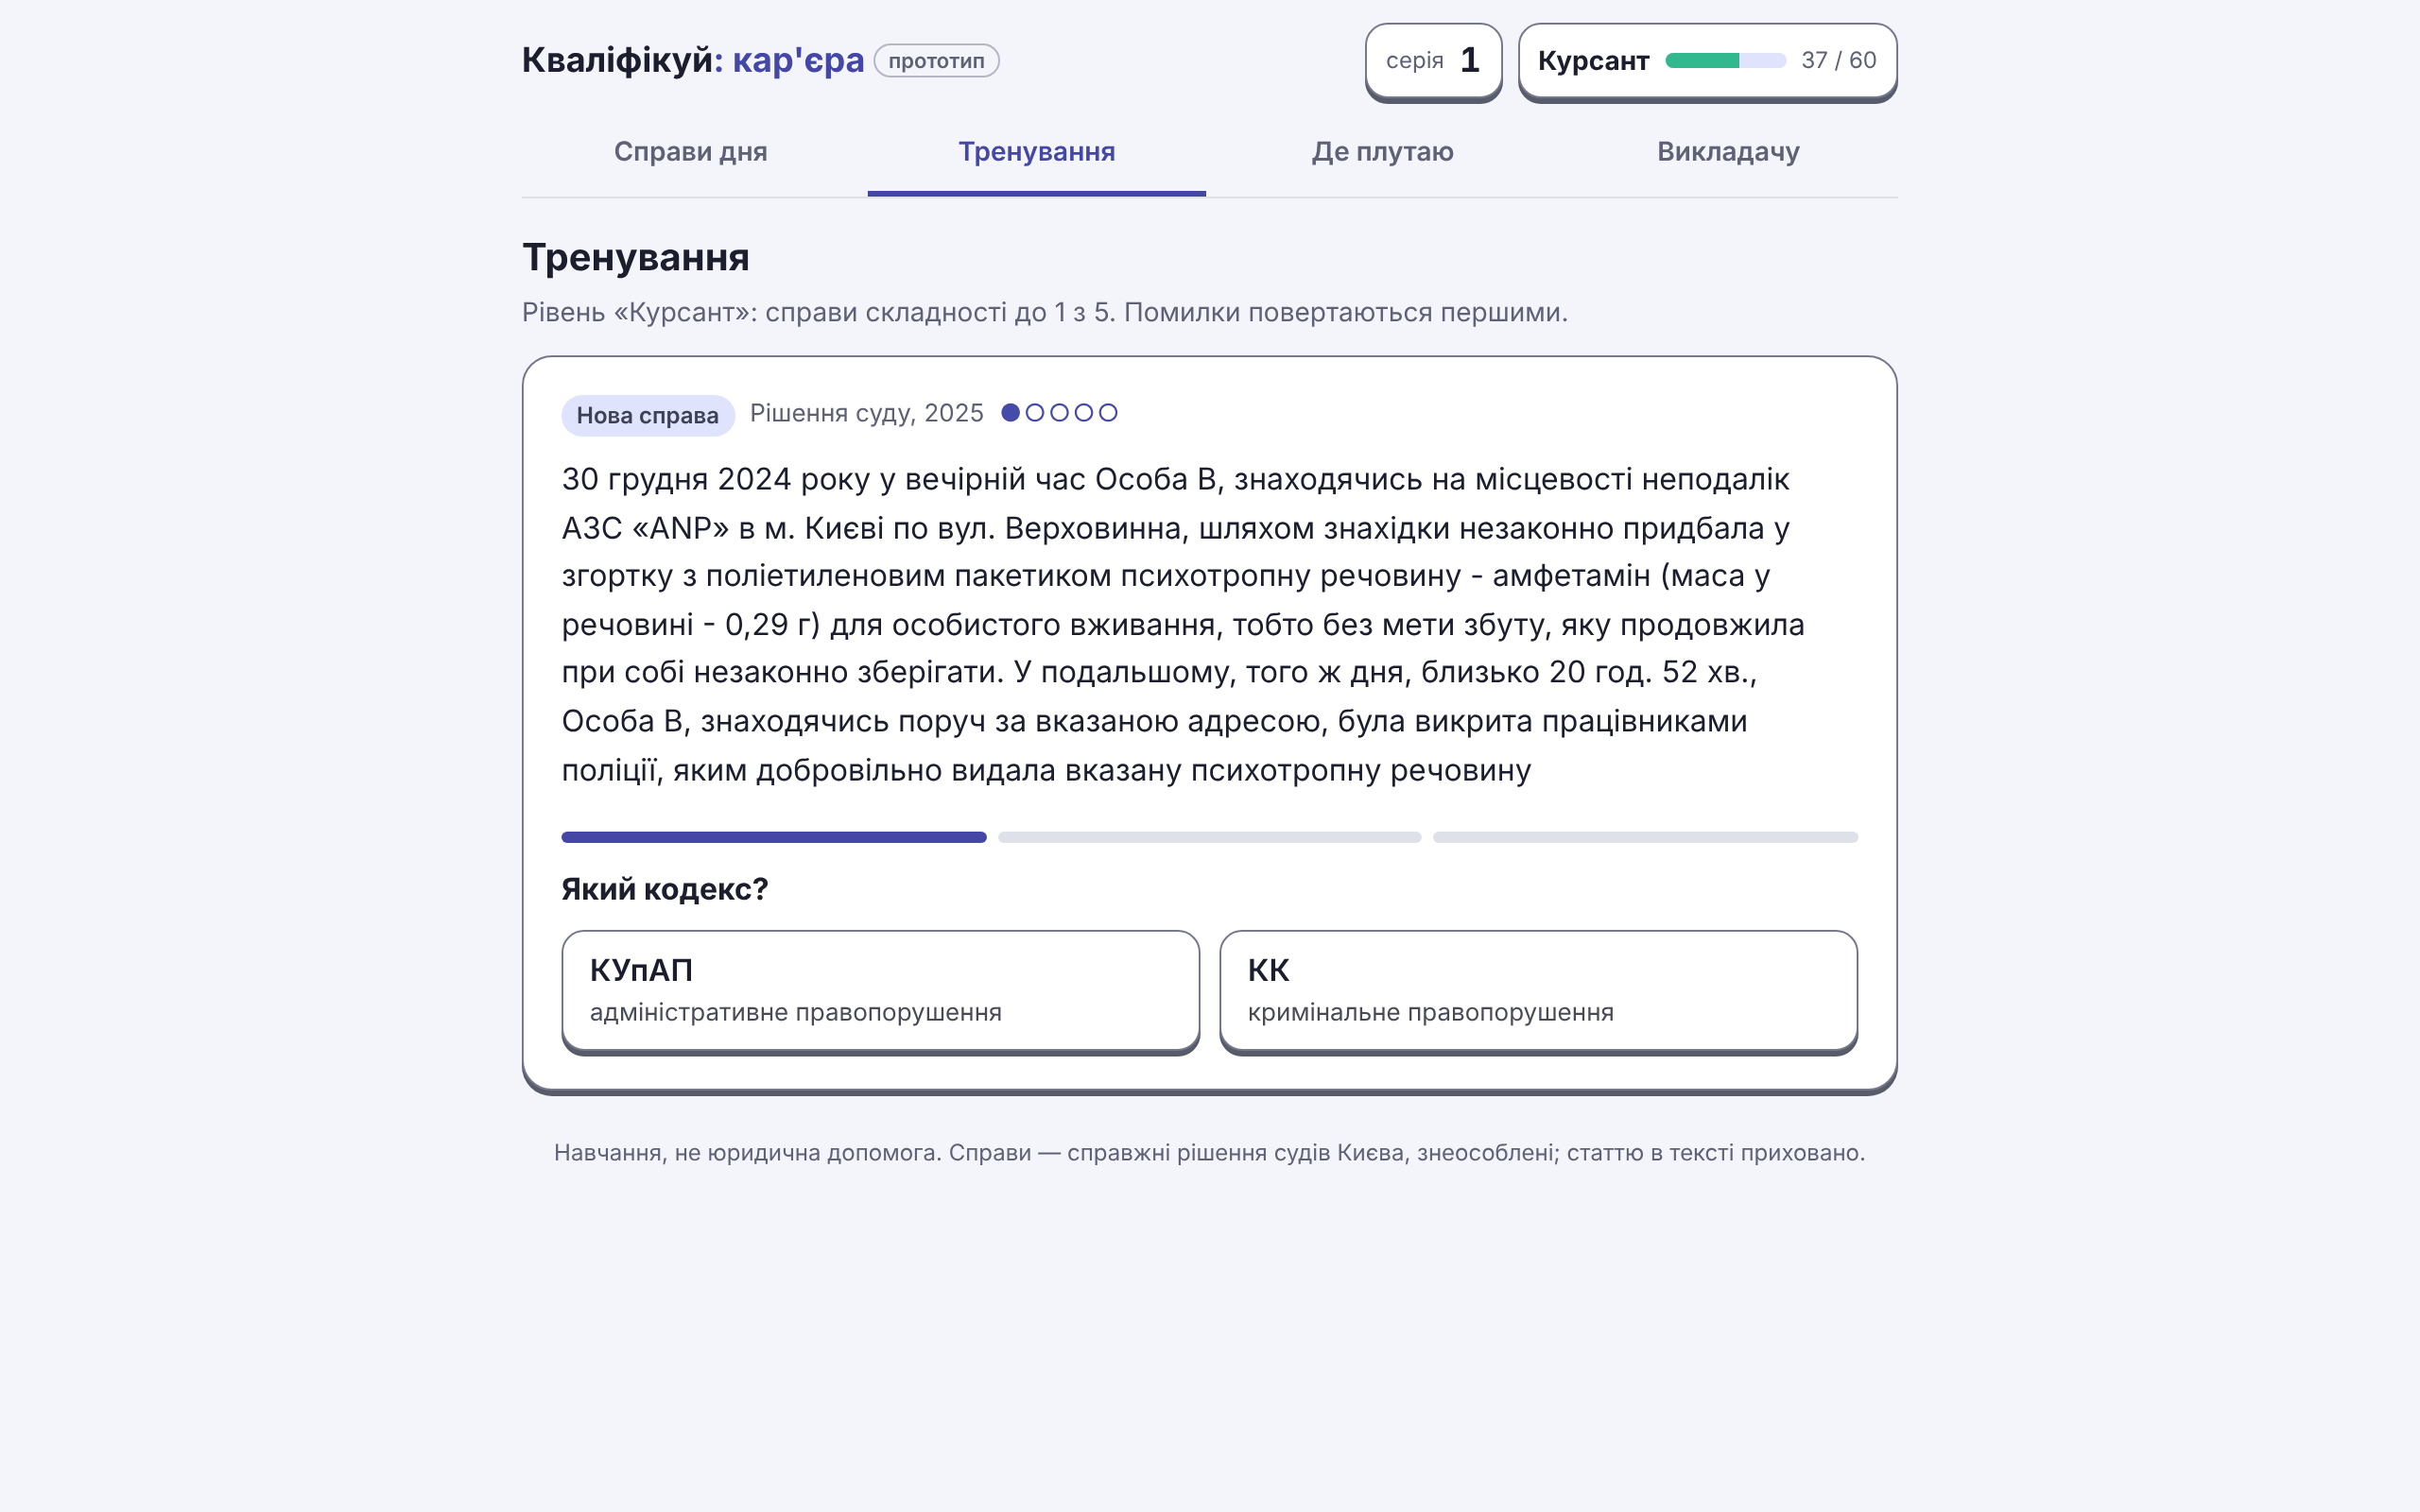 Кваліфікуй: кар'єра прототип
серія 1
Курсант 37 / 60
Справи дня
Тренування
Де плутаю
Викладачу
Тренування
Рівень «Курсант»: справи складності до 1 з 5. Помилки повертаються першими.
Нова справа Рішення суду, 2025
30 грудня 2024 року у вечірній час Особа В, знаходячись на місцевості неподалік
АЗС «ANP» в м. Києві по вул. Верховинна, шляхом знахідки незаконно придбала у
згортку з поліетиленовим пакетиком психотропну речовину - амфетамін (маса у
речовині - 0,29 г) для особистого вживання, тобто без мети збуту, яку продовжила
при собі незаконно зберігати. У подальшому, того ж дня, близько 20 год. 52 хв.,
Особа В, знаходячись поруч за вказаною адресою, була викрита працівниками
поліції, яким добровільно видала вказану психотропну речовину
Який кодекс?
КУпАП
адміністративне правопорушення
КК
кримінальне правопорушення
Навчання, не юридична допомога. Справи — справжні рішення судів Києва, знеособлені; статтю в тексті приховано.